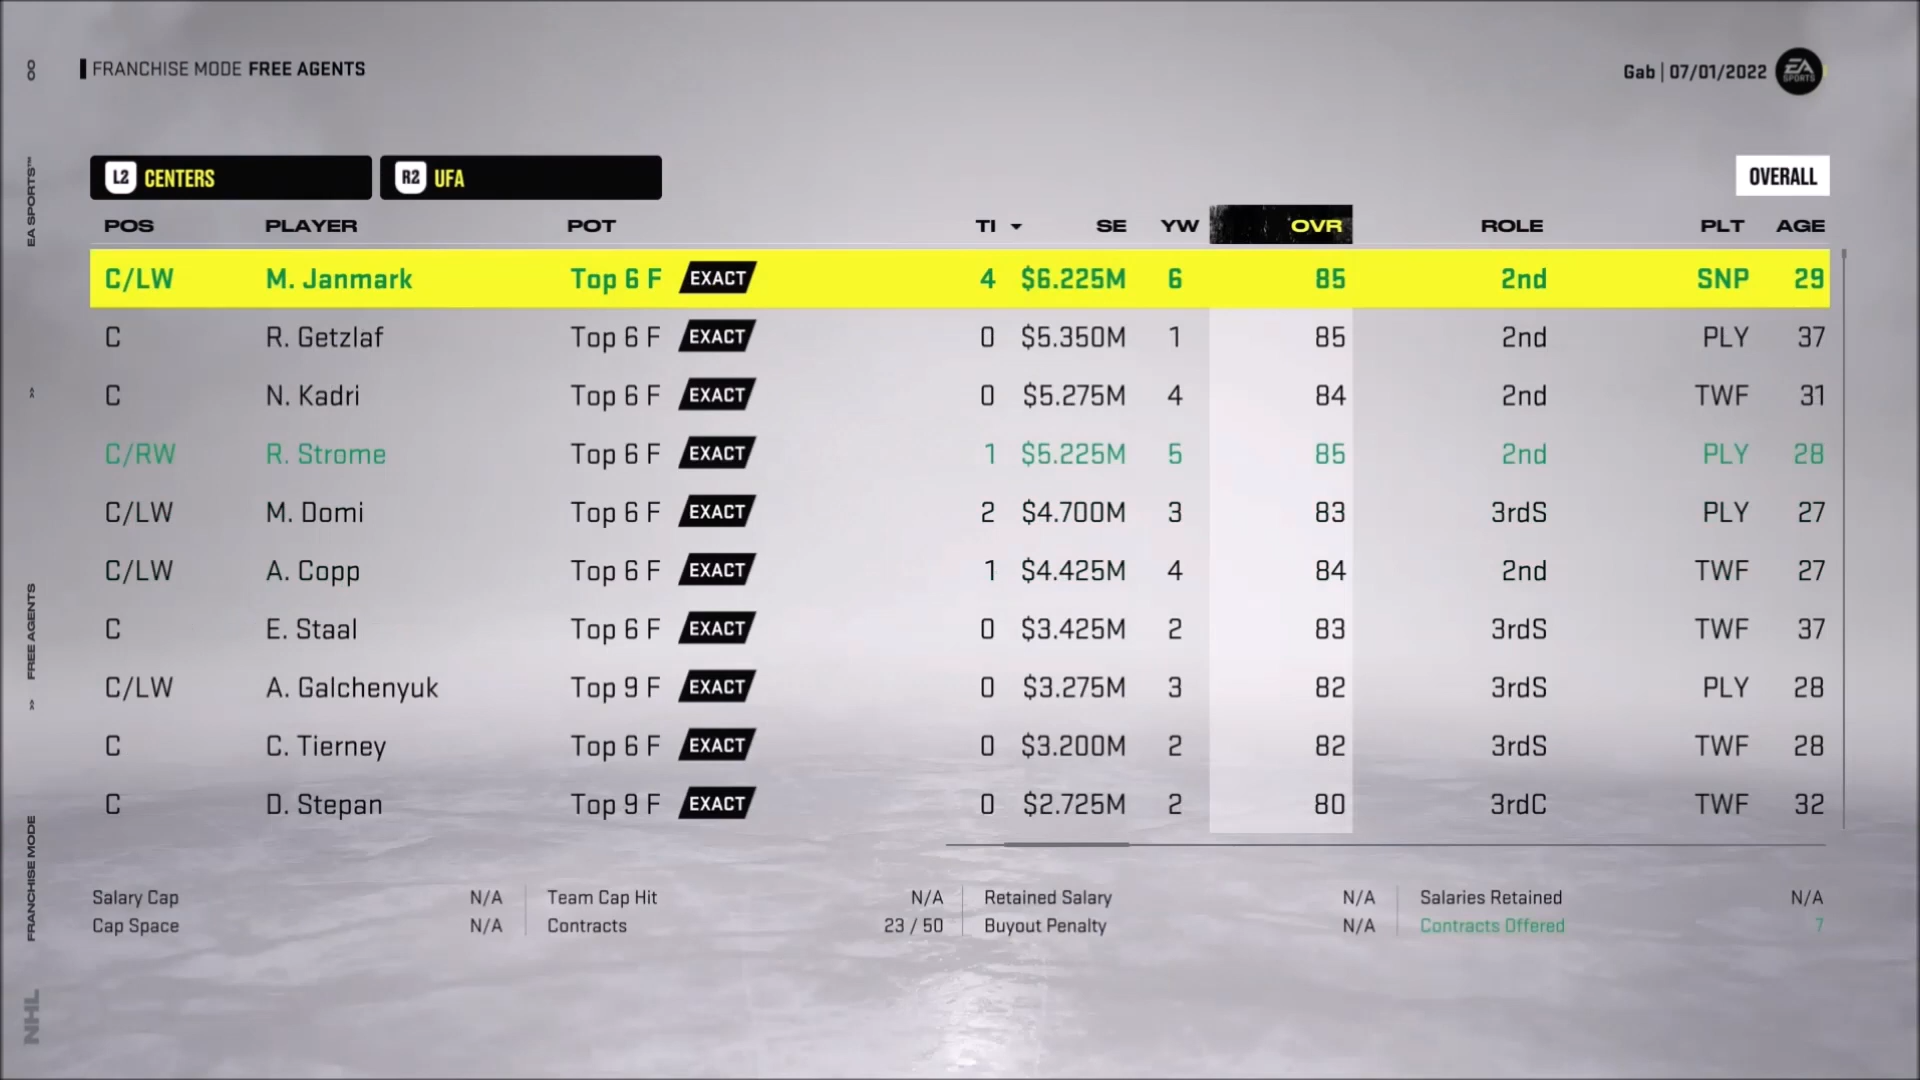 FRANCHISE MODE FREE AGENTS
Gab | 07/01/2022
EA SPORTS
L2 CENTERS
R2 UFA
OVERALL
POS PLAYER POT TI SE YW OVR ROLE PLT AGE
C/LW M. Janmark Top 6 F EXACT 4 $6.225M 6 85 2nd SNP 29
C R. Getzlaf Top 6 F EXACT 0 $5.350M 1 85 2nd PLY 37
C N. Kadri Top 6 F EXACT 0 $5.275M 4 84 2nd TWF 31
C/RW R. Strome Top 6 F EXACT 1 $5.225M 5 85 2nd PLY 28
C/LW M. Domi Top 6 F EXACT 2 $4.700M 3 83 3rdS PLY 27
C/LW A. Copp Top 6 F EXACT 1 $4.425M 4 84 2nd TWF 27
C E. Staal Top 6 F EXACT 0 $3.425M 2 83 3rdS TWF 37
C/LW A. Galchenyuk Top 9 F EXACT 0 $3.275M 3 82 3rdS PLY 28
C C. Tierney Top 6 F EXACT 0 $3.200M 2 82 3rdS TWF 28
C D. Stepan Top 9 F EXACT 0 $2.725M 2 80 3rdC TWF 32
Salary Cap N/A Team Cap Hit N/A Retained Salary N/A Salaries Retained N/A
Cap Space N/A Contracts 23 / 50 Buyout Penalty N/A Contracts Offered 7
NHL
FRANCHISE MODE >> FREE AGENTS >>
EA SPORTS™